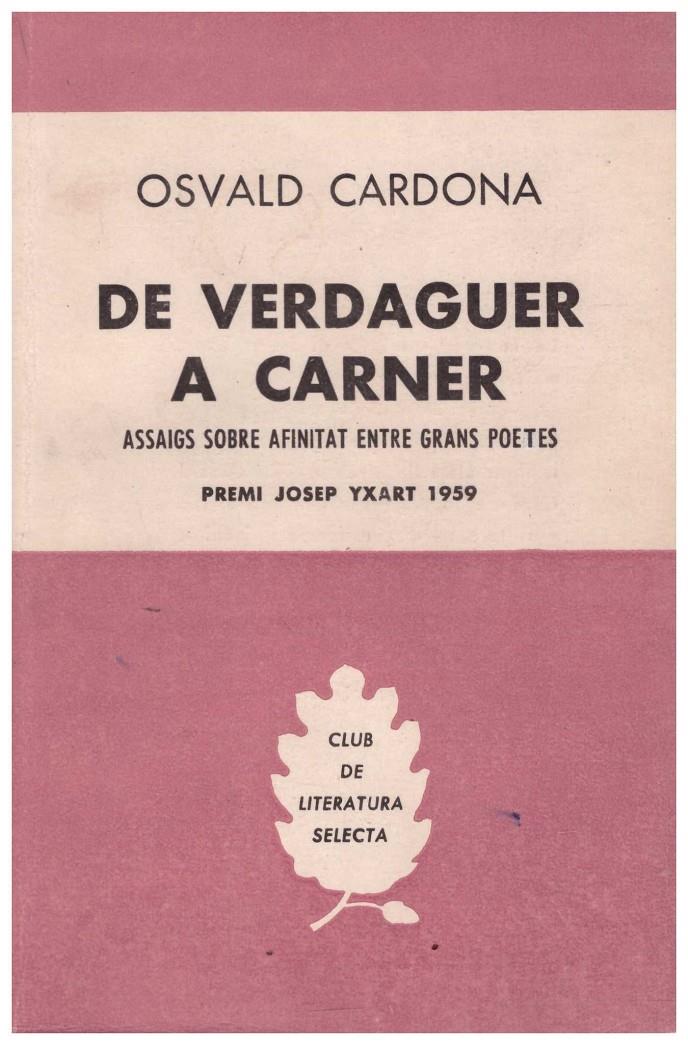 OSVALD CARDONA
DE VERDAGUER
A CARNER
ASSAIGS SOBRE AFINITAT ENTRE GRANS POETES
PREMI JOSEP YXART 1959
CLUB
DE
LITERATURA
SELECTA